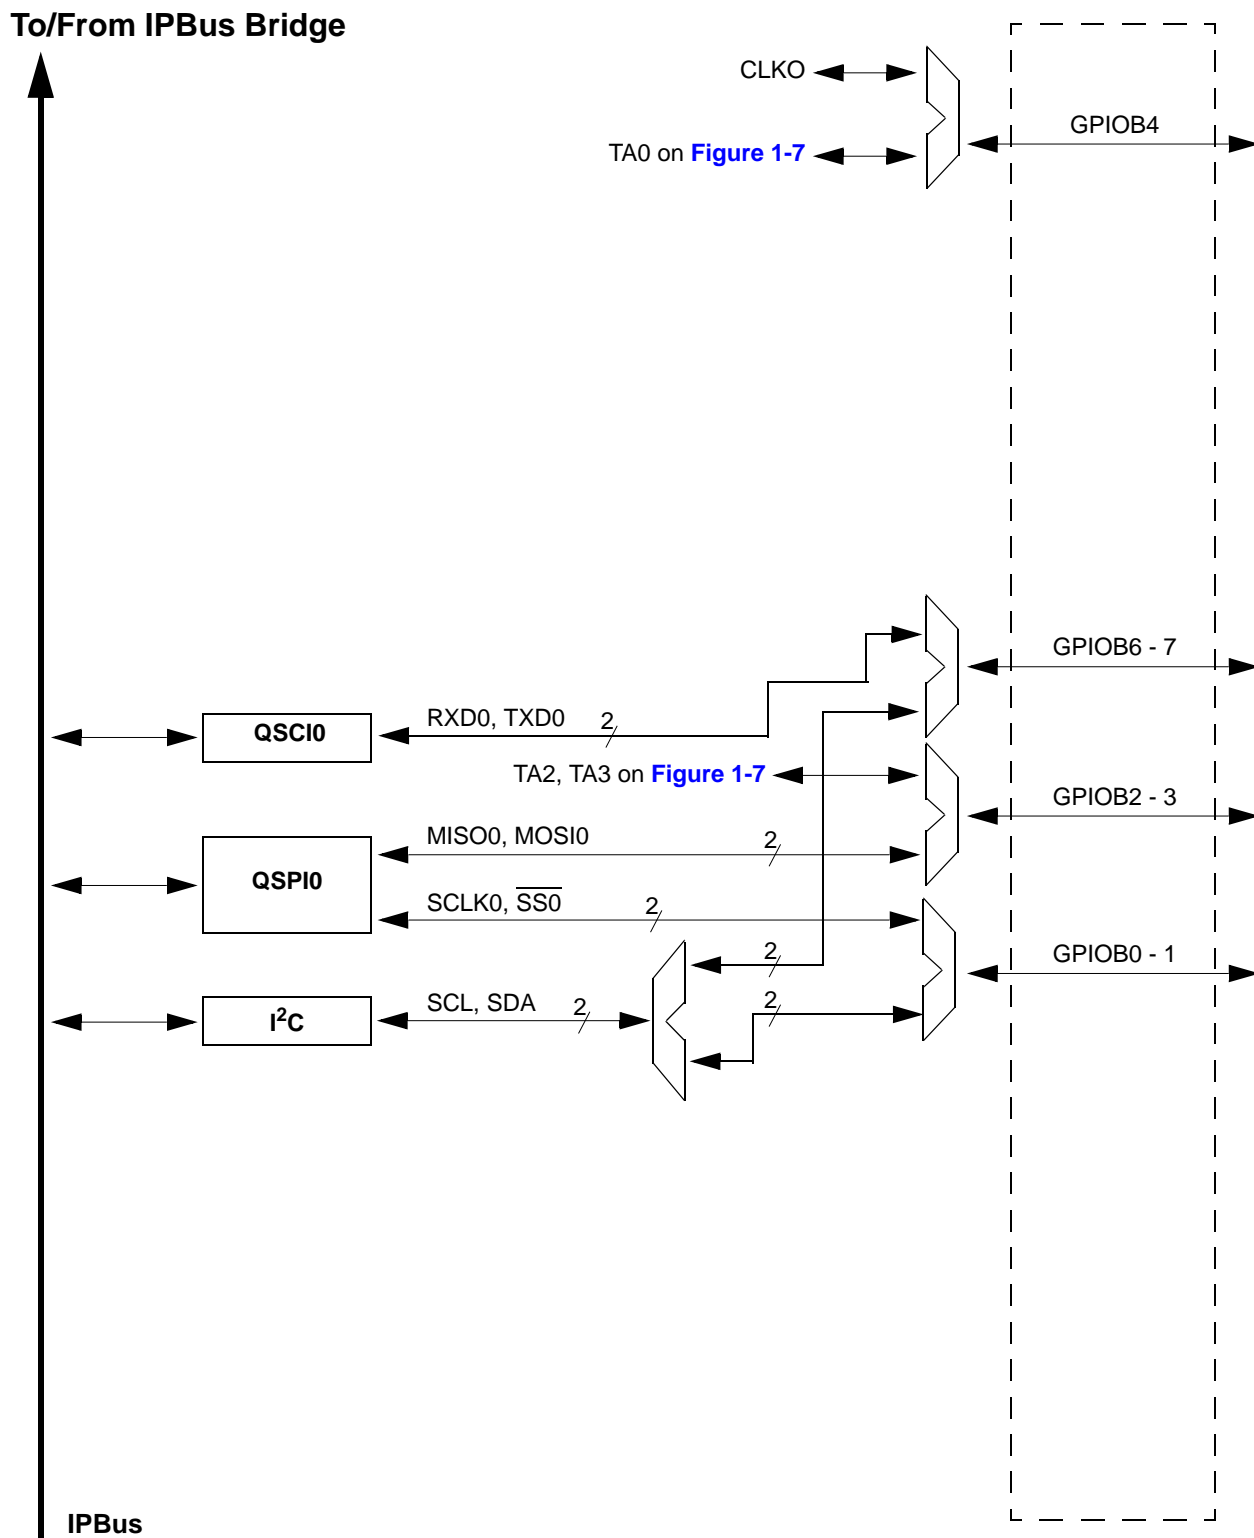 To/From IPBus Bridge
CLKO
GPIOB4
TA0 on Figure 1-7
GPIOB6 - 7
RXD0, TXD0
2
QSCI0
TA2, TA3 on Figure 1-7
GPIOB2 - 3
MISO0, MOSI0
2
QSPI0
SCLK0, S̅S̅0̅
2
GPIOB0 - 1
2
I²C
SCL, SDA
2
2
IPBus